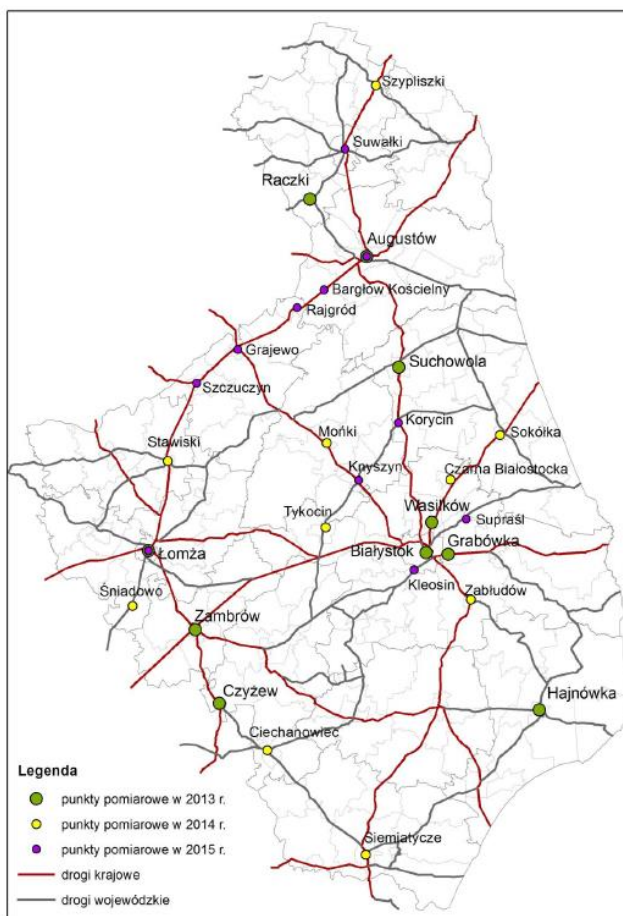 Szypliszki
Suwałki
Raczki
Augustów
Bargłow Kościelny
Rajgród
Grajewo
Suchowola
Szczuczyn
Korycin
Sokółka
Mońki
Stawiski
Knyszyn
Czarna Białostocka
Tykocin
Wasilków
Supraśl
Białystok
Grabówka
Łomża
Kleosin
Zabłudów
Śniadowo
Zambrów
Czyżew
Hajnówka
Ciechanowiec
Siemiatycze
Legenda
punkty pomiarowe w 2013 r.
punkty pomiarowe w 2014 r.
punkty pomiarowe w 2015 r.
drogi krajowe
drogi wojewódzkie